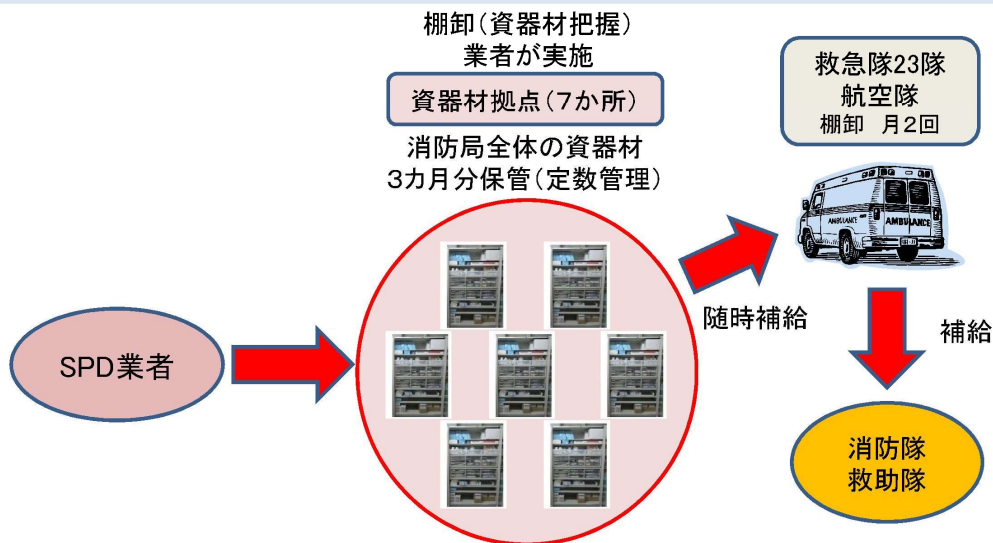 棚卸(資器材把握)
業者が実施
資器材拠点(7か所)
消防局全体の資器材
3カ月分保管(定数管理)
救急隊23隊
航空隊
棚卸 月2回
AMBULANCE
AMBULANCE
随時補給
補給
SPD業者
消防隊
救助隊